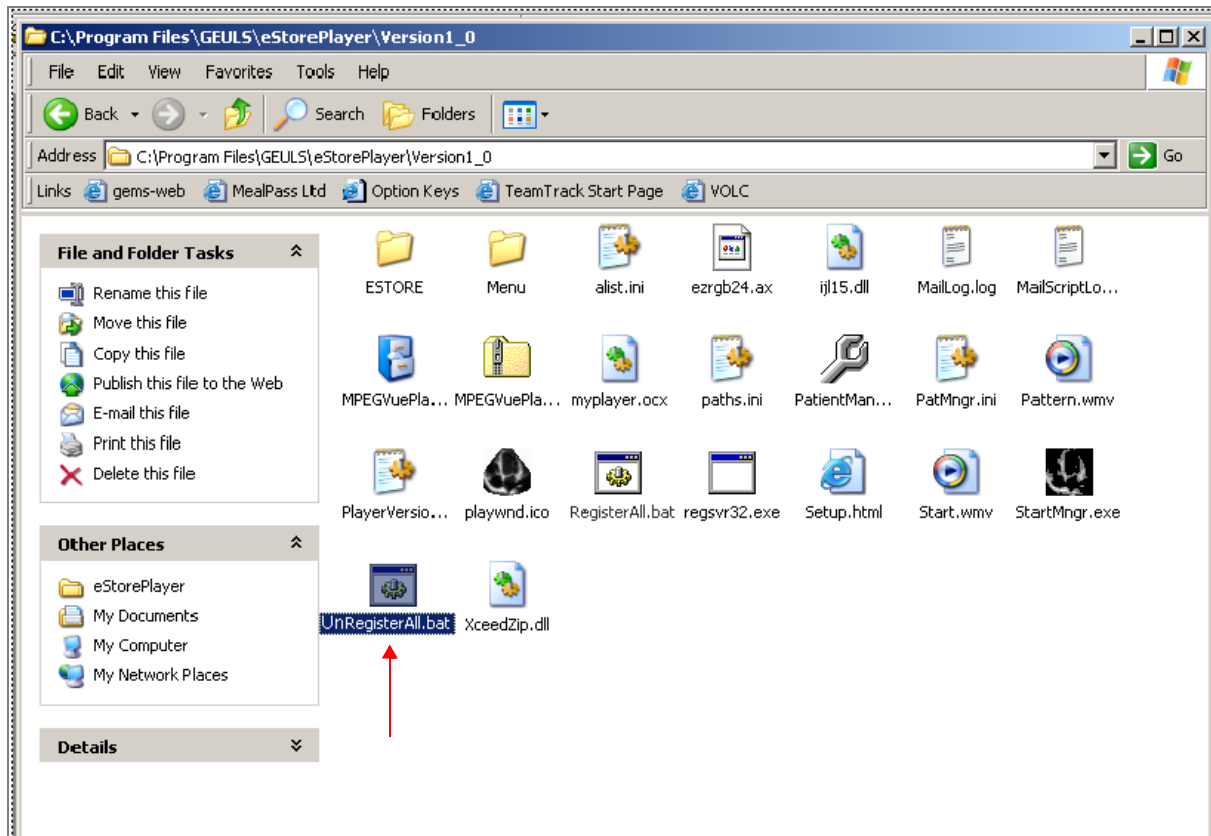 C:\Program Files\GEULS\eStorePlayer\Version1_0
File Edit View Favorites Tools Help
Back Search Folders
Address C:\Program Files\GEULS\eStorePlayer\Version1_0 Go
Links gems-web MealPass Ltd Option Keys TeamTrack Start Page VOLC
File and Folder Tasks
Rename this file
Move this file
Copy this file
Publish this file to the Web
E-mail this file
Print this file
Delete this file
Other Places
eStorePlayer
My Documents
My Computer
My Network Places
Details
ESTORE Menu alist.ini ezrgb24.ax ijl15.dll MailLog.log MailScriptLo...
MPEGVuePla... MPEGVuePla... myplayer.ocx paths.ini PatientMan... PatMngr.ini Pattern.wmv
PlayerVersio... playwnd.ico RegisterAll.bat regsvr32.exe Setup.html Start.wmv StartMngr.exe
UnRegisterAll.bat XceedZip.dll